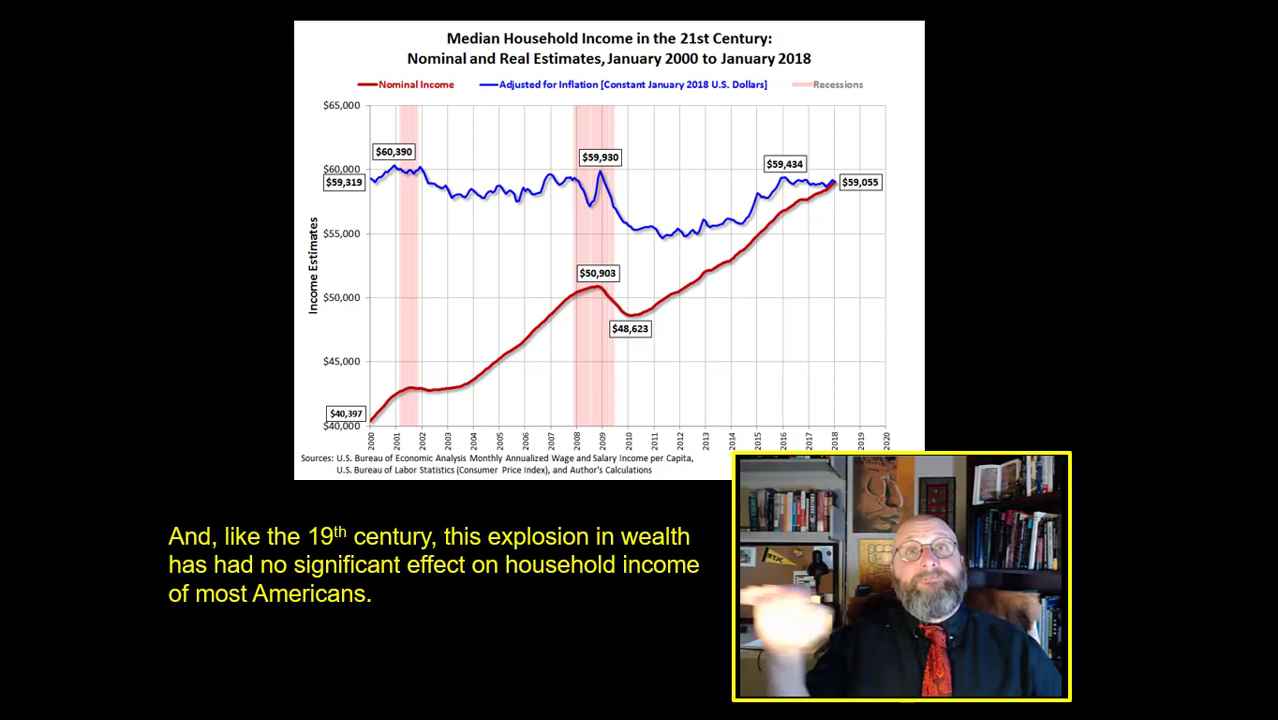 Median Household Income in the 21st Century:
Nominal and Real Estimates, January 2000 to January 2018
Nominal Income
Adjusted for Inflation [Constant January 2018 U.S. Dollars]
Recessions
$65,000
$60,000
$55,000
$50,000
$45,000
$40,000
Income Estimates
$60,390
$59,319
$59,930
$59,434
$59,055
$50,903
$48,623
$40,397
2000 2001 2002 2003 2004 2005 2006 2007 2008 2009 2010 2011 2012 2013 2014 2015 2016 2017 2018 2019 2020
Sources: U.S. Bureau of Economic Analysis Monthly Annualized Wage and Salary Income per Capita,
U.S. Bureau of Labor Statistics (Consumer Price Index), and Author's Calculations
And, like the 19th century, this explosion in wealth
has had no significant effect on household income
of most Americans.